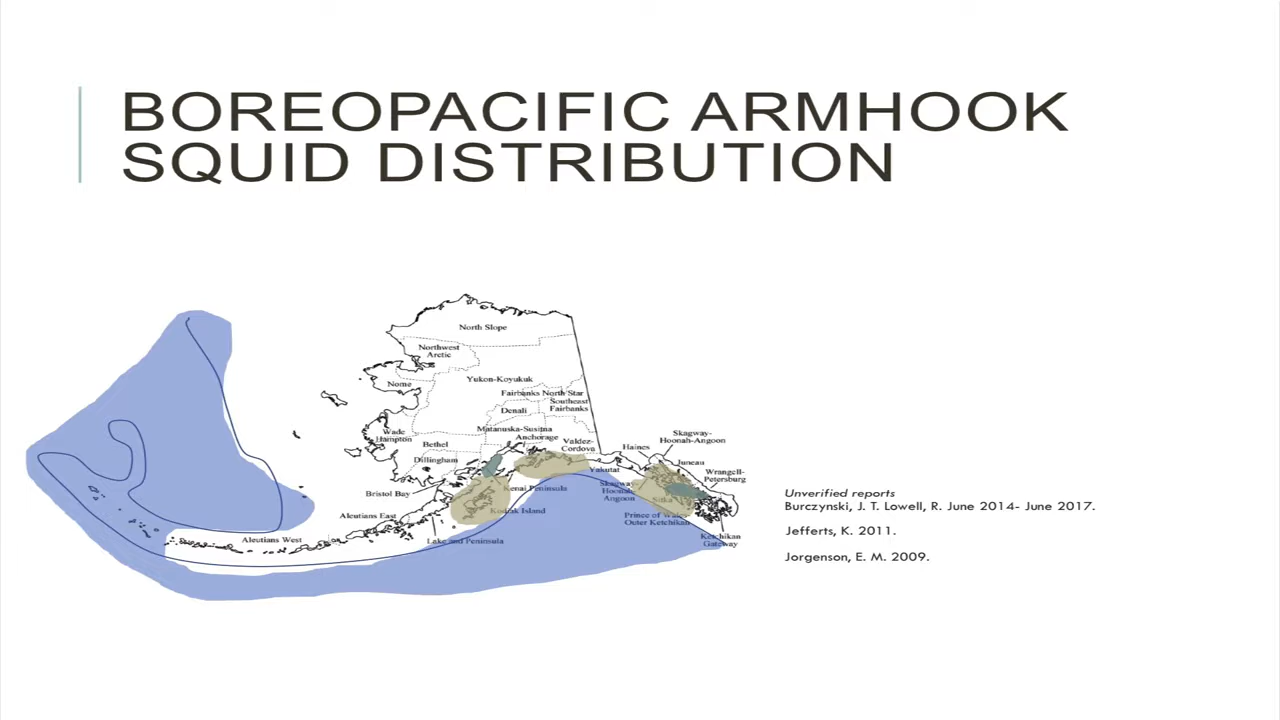 BOREOPACIFIC ARMHOOK
SQUID DISTRIBUTION
North Slope
Northwest
Arctic
Nome
Yukon-Koyukuk
Fairbanks North Star
Southeast
Fairbanks
Denali
Matanuska-Susitna
Anchorage
Wade
Hampton
Bethel
Dillingham
Valdez-
Cordova
Haines
Skagway-
Hoonah-Angoon
Juneau
Yakutat
Wrangell-
Petersburg
Bristol Bay
Kenai Peninsula
Skagway
Hoonah-
Angoon
Sitka
Kodiak Island
Aleutians East
Prince of Wales
Outer Ketchikan
Aleutians West
Lake and Peninsula
Ketchikan
Gateway
Unverified reports
Burczynski, J. T. Lowell, R. June 2014- June 2017.
Jefferts, K. 2011.
Jorgenson, E. M. 2009.